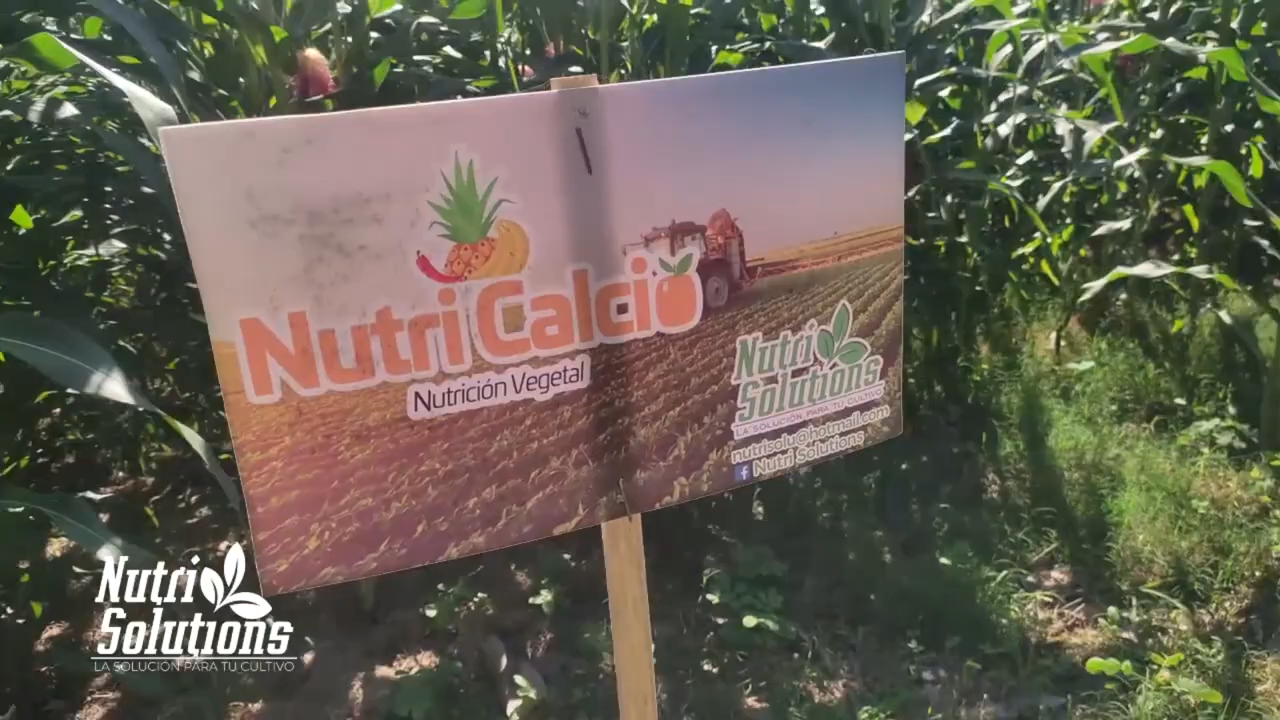 Nutri Calcio
Nutrición Vegetal
Nutri
Solutions
LA SOLUCIÓN PARA TU CULTIVO
nutrisolu@hotmail.com
f Nutri Solutions
Nutri
Solutions
LA SOLUCIÓN PARA TU CULTIVO